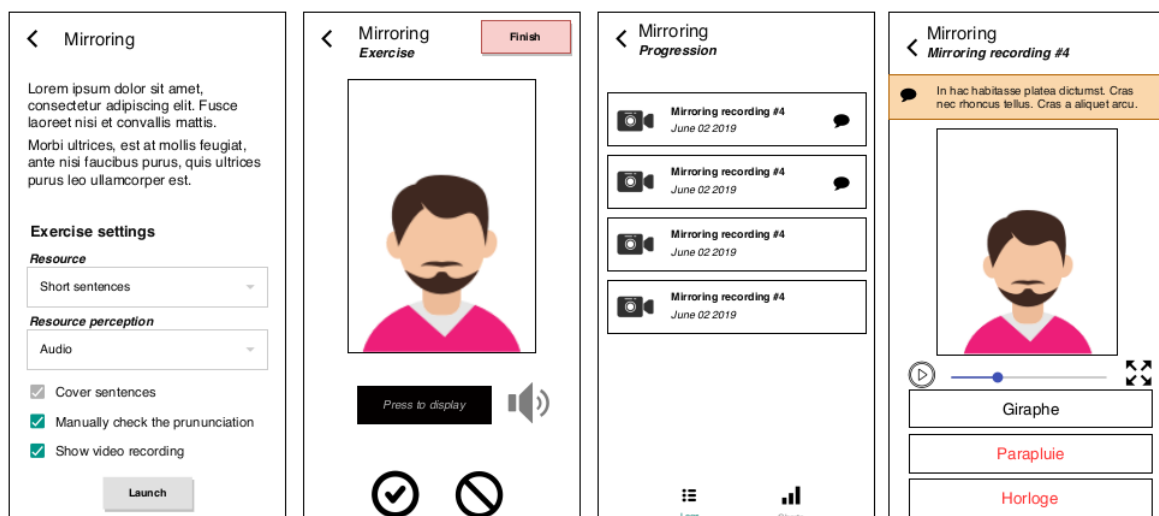 Mirroring
Lorem ipsum dolor sit amet,
consectetur adipiscing elit. Fusce
laoreet nisi et convallis mattis.
Morbi ultrices, est at mollis feugiat,
ante nisi faucibus purus, quis ultrices
purus leo ullamcorper est.
Exercise settings
Resource
Short sentences
Resource perception
Audio
Cover sentences
Manually check the prununciation
Show video recording
Launch
Mirroring
Exercise
Finish
Press to display
Mirroring
Progression
Mirroring recording #4
June 02 2019
Mirroring recording #4
June 02 2019
Mirroring recording #4
June 02 2019
Mirroring recording #4
June 02 2019
Mirroring
Mirroring recording #4
In hac habitasse platea dictumst. Cras
nec rhoncus tellus. Cras a aliquet arcu.
Giraphe
Parapluie
Horloge